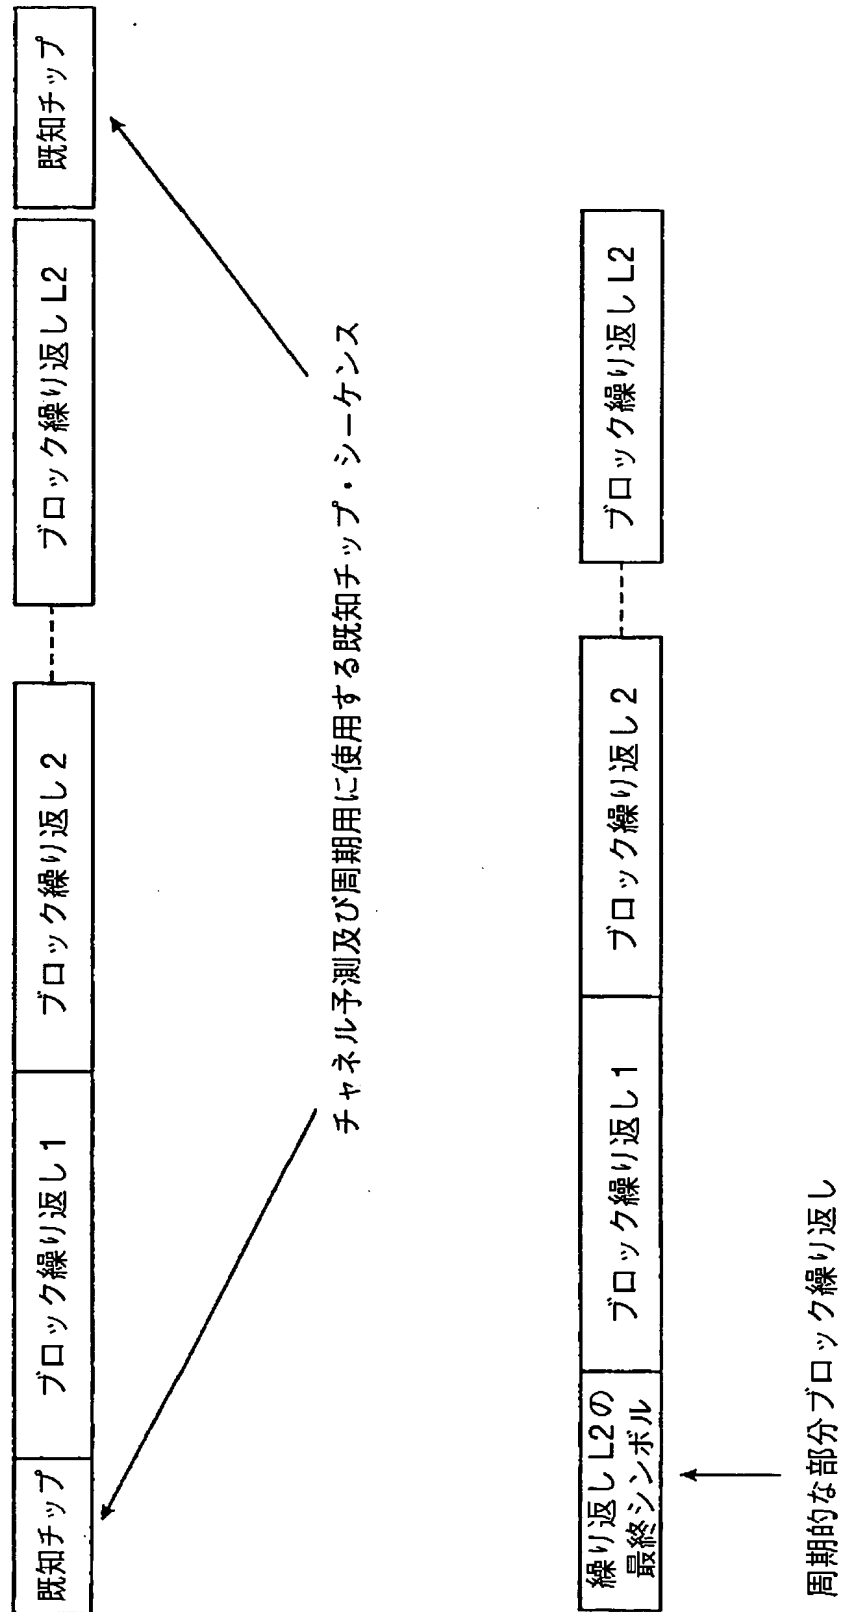 既知チップ
ブロック繰り返し1
ブロック繰り返し2
ブロック繰り返しL2
既知チップ
チャネル予測及び周期用に使用する既知チップ・シーケンス
繰り返しL2の
最終シンボル
ブロック繰り返し1
ブロック繰り返し2
ブロック繰り返しL2
周期的な部分ブロック繰り返し